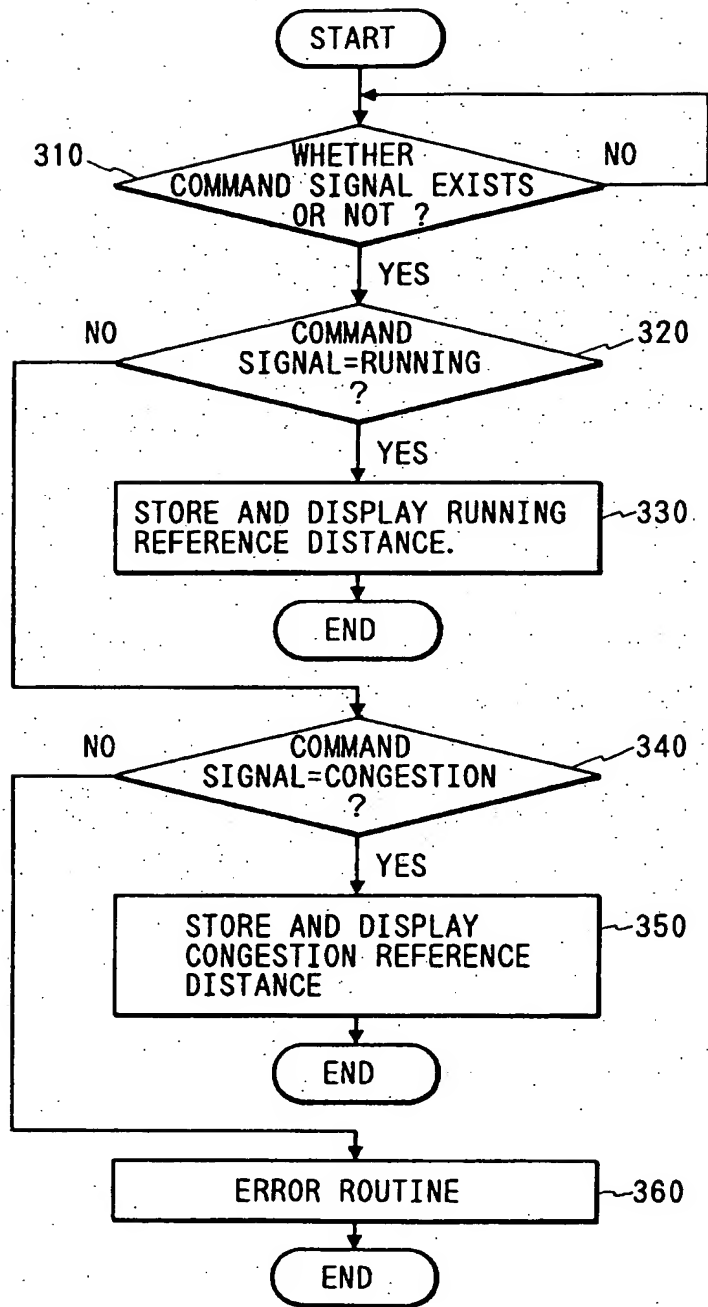 START
310
WHETHER
COMMAND SIGNAL EXISTS
OR NOT ?
NO
YES
NO
COMMAND
SIGNAL=RUNNING
?
320
YES
STORE AND DISPLAY RUNNING
REFERENCE DISTANCE.
330
END
NO
COMMAND
SIGNAL=CONGESTION
?
340
YES
STORE AND DISPLAY
CONGESTION REFERENCE
DISTANCE
350
END
ERROR ROUTINE
360
END